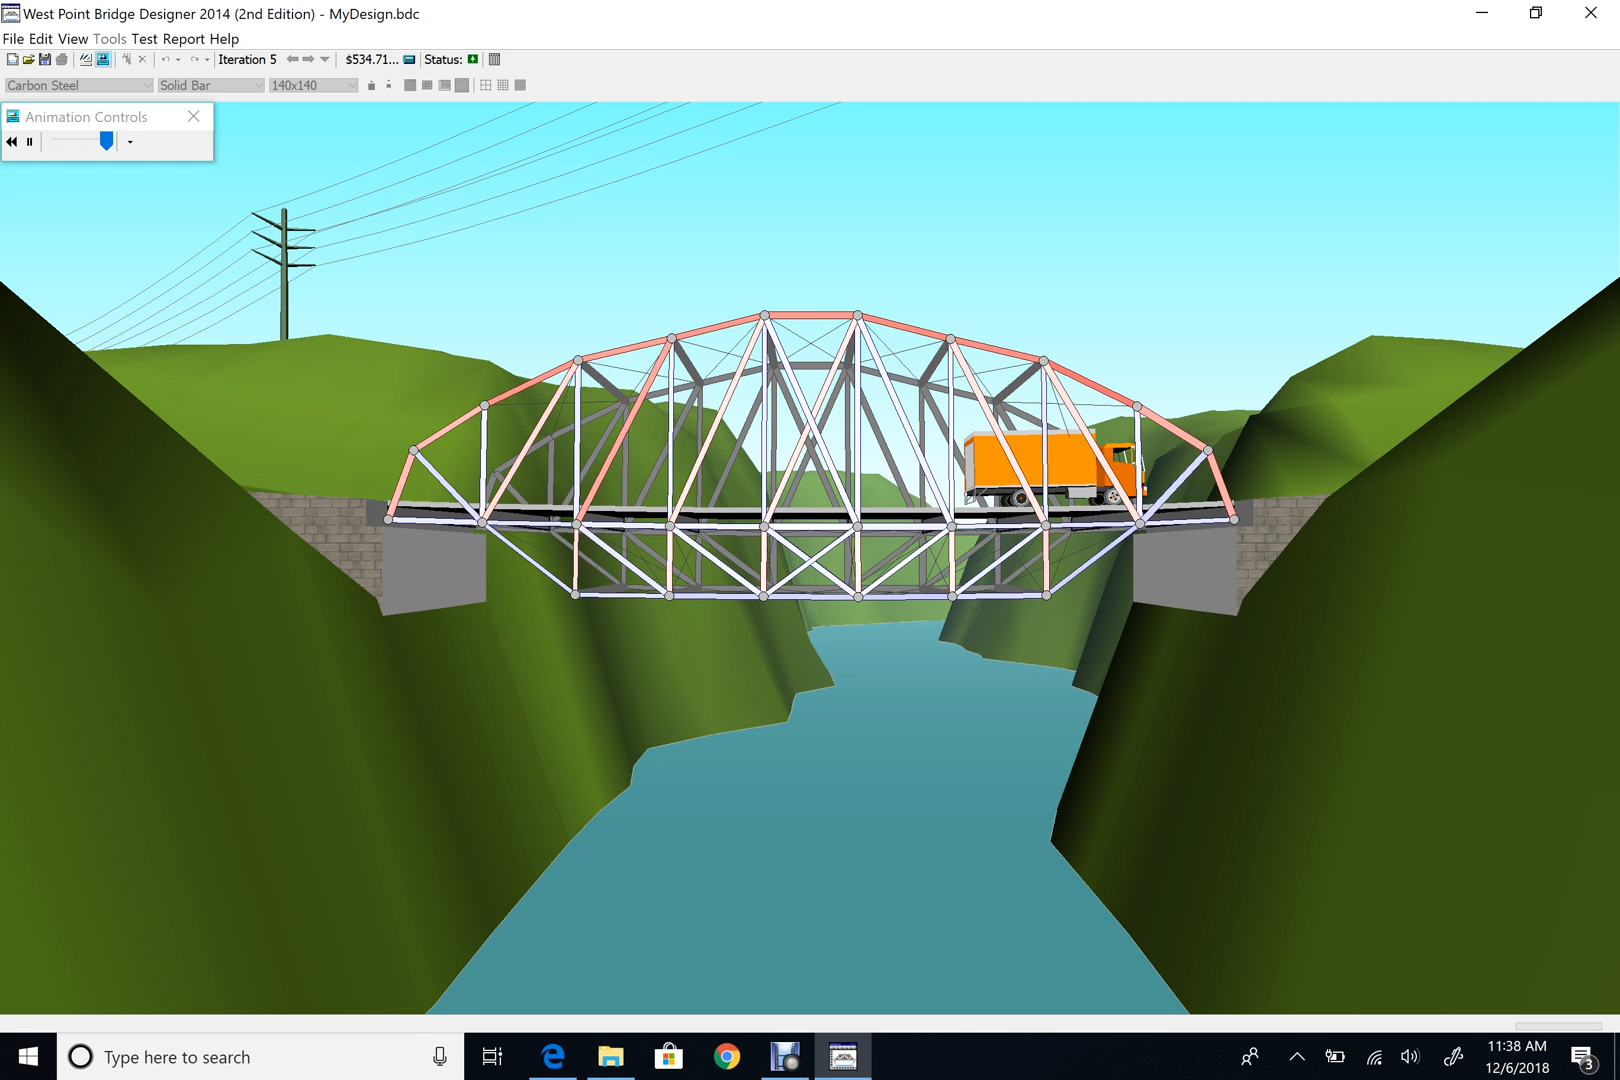 West Point Bridge Designer 2014 (2nd Edition) - MyDesign.bdc
File Edit View Tools Test Report Help
Iteration 5 $534.71... Status:
Carbon Steel Solid Bar 140x140
Animation Controls
Type here to search
11:38 AM
12/6/2018
3